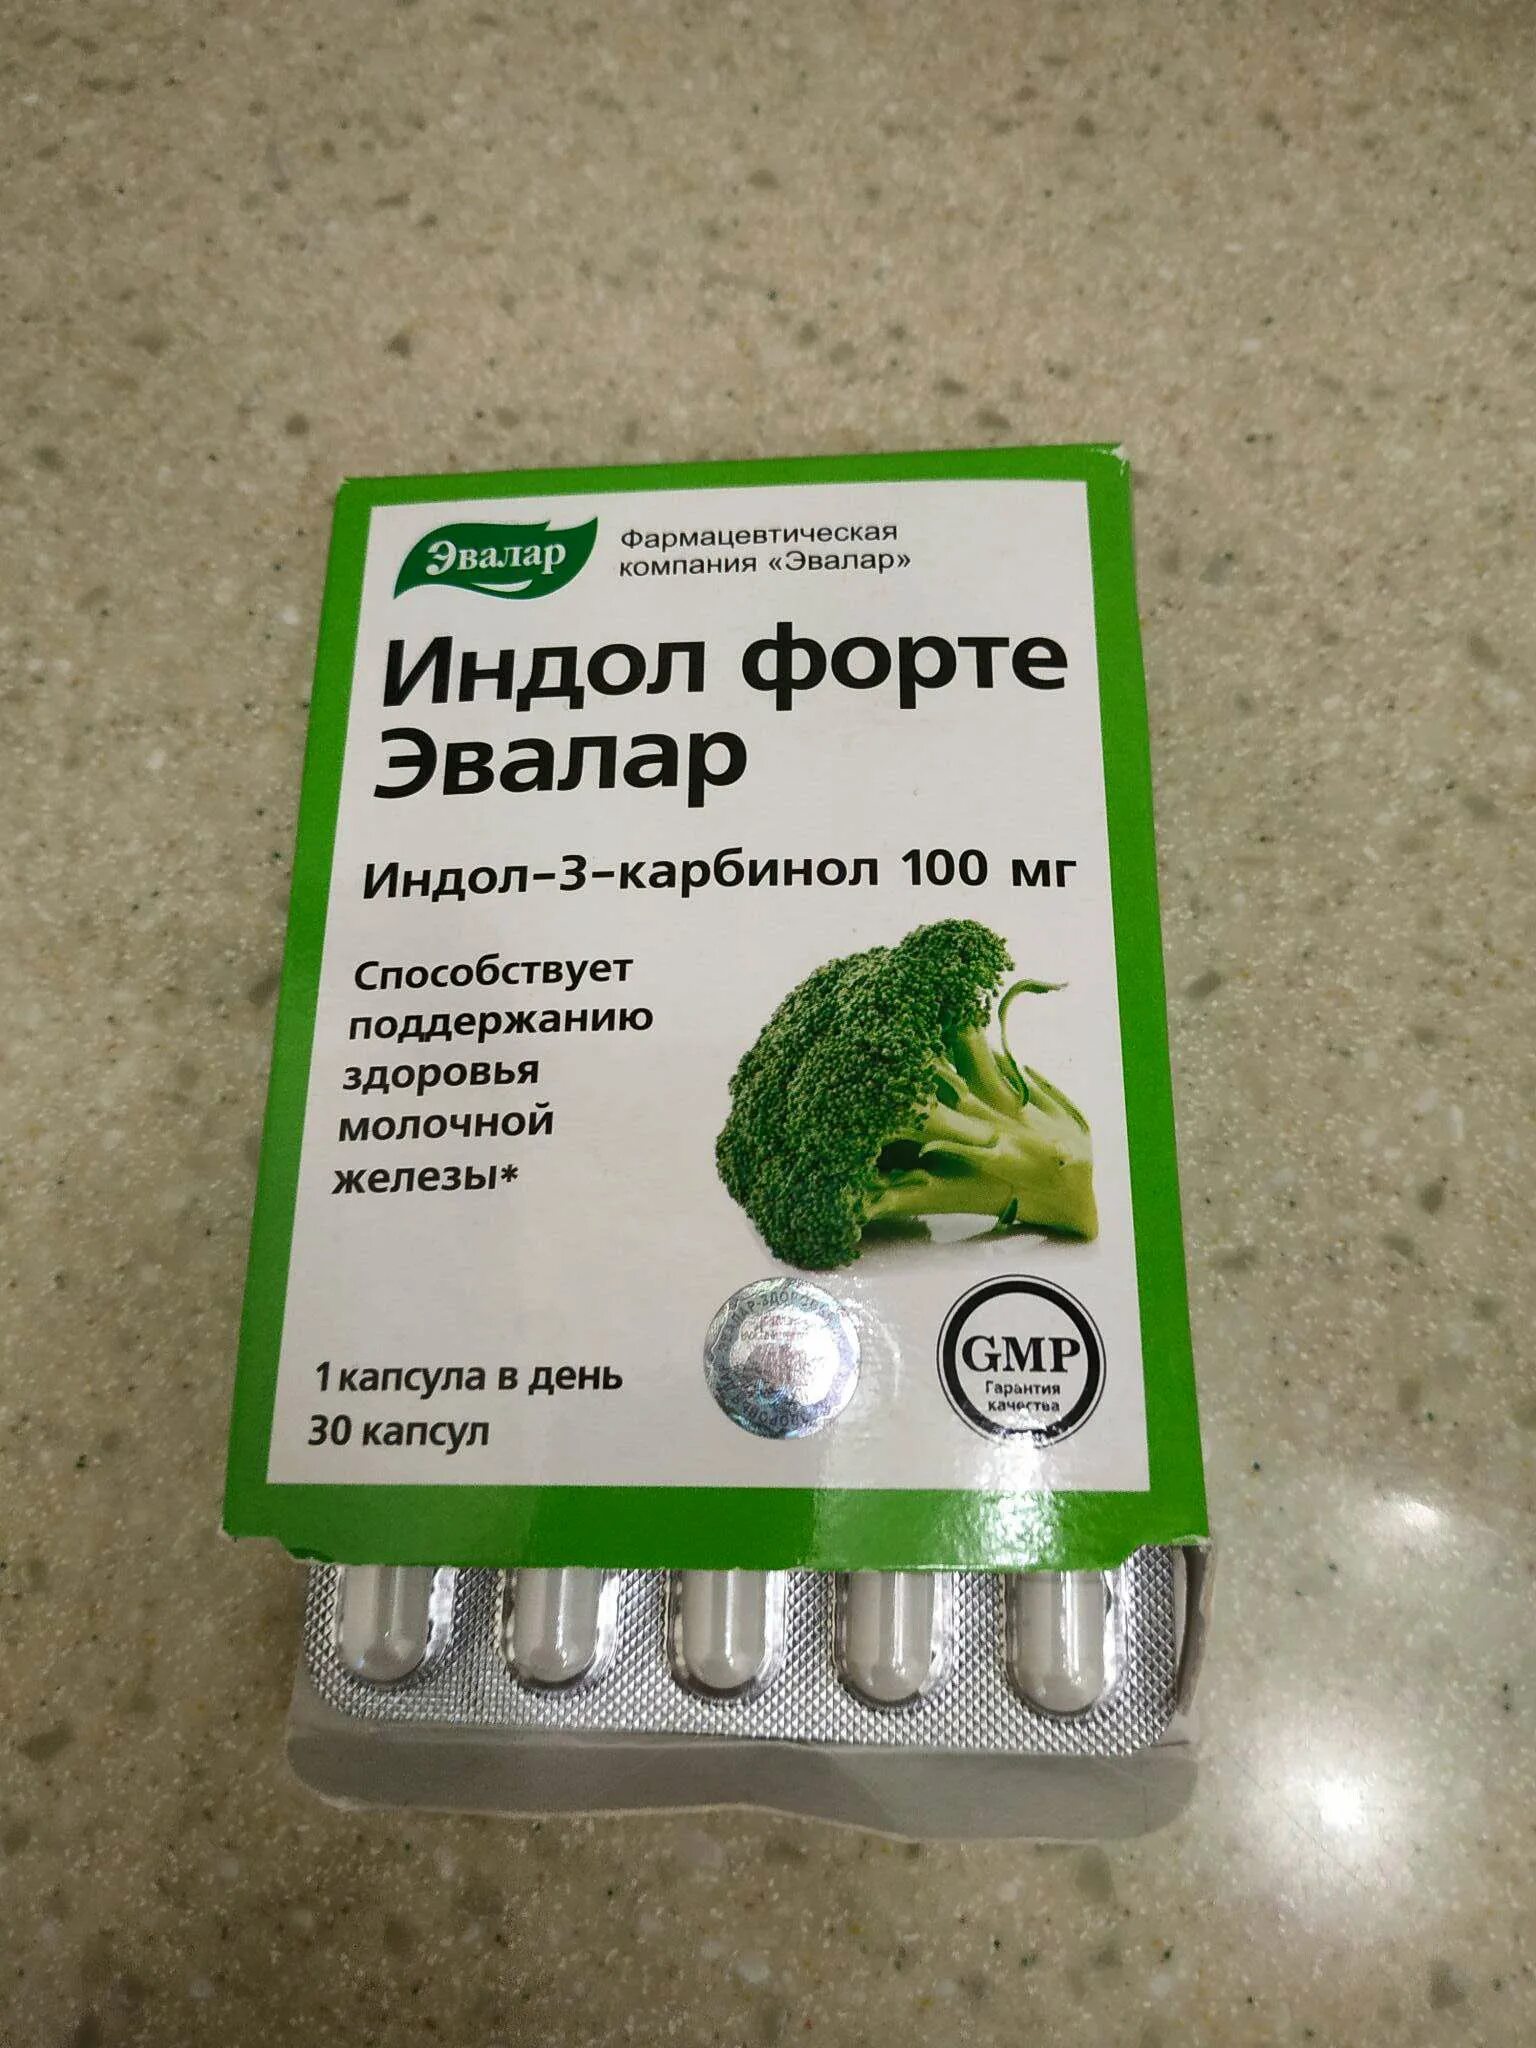 Эвалар
Фармацевтическая
компания «Эвалар»
Индол форте
Эвалар
Индол-3-карбинол 100 мг
Способствует
поддержанию
здоровья
молочной
железы*
1 капсула в день
30 капсул
GMP
Гарантия
качества